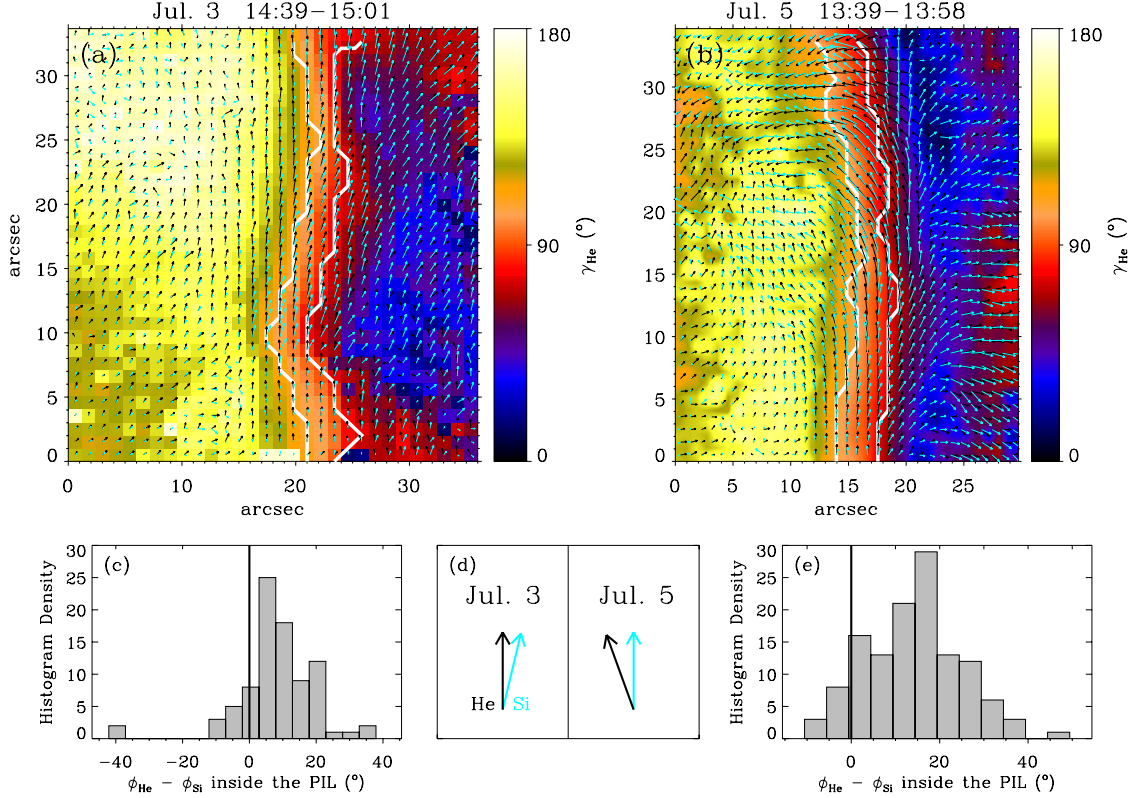 Jul. 3 14:39−15:01
Jul. 5 13:39−13:58
(a)
(b)
30
25
20
15
10
5
0
arcsec
0 10 20 30
arcsec
180
90
0
γHe (°)
30
25
20
15
10
5
0
0 5 10 15 20 25
arcsec
180
90
0
γHe (°)
(c)
30
25
20
15
10
5
0
Histogram Density
−40 −20 0 20 40
ϕHe − ϕSi inside the PIL (°)
(d)
Jul. 3
Jul. 5
He Si
(e)
30
25
20
15
10
5
0
Histogram Density
0 20 40
ϕHe − ϕSi inside the PIL (°)